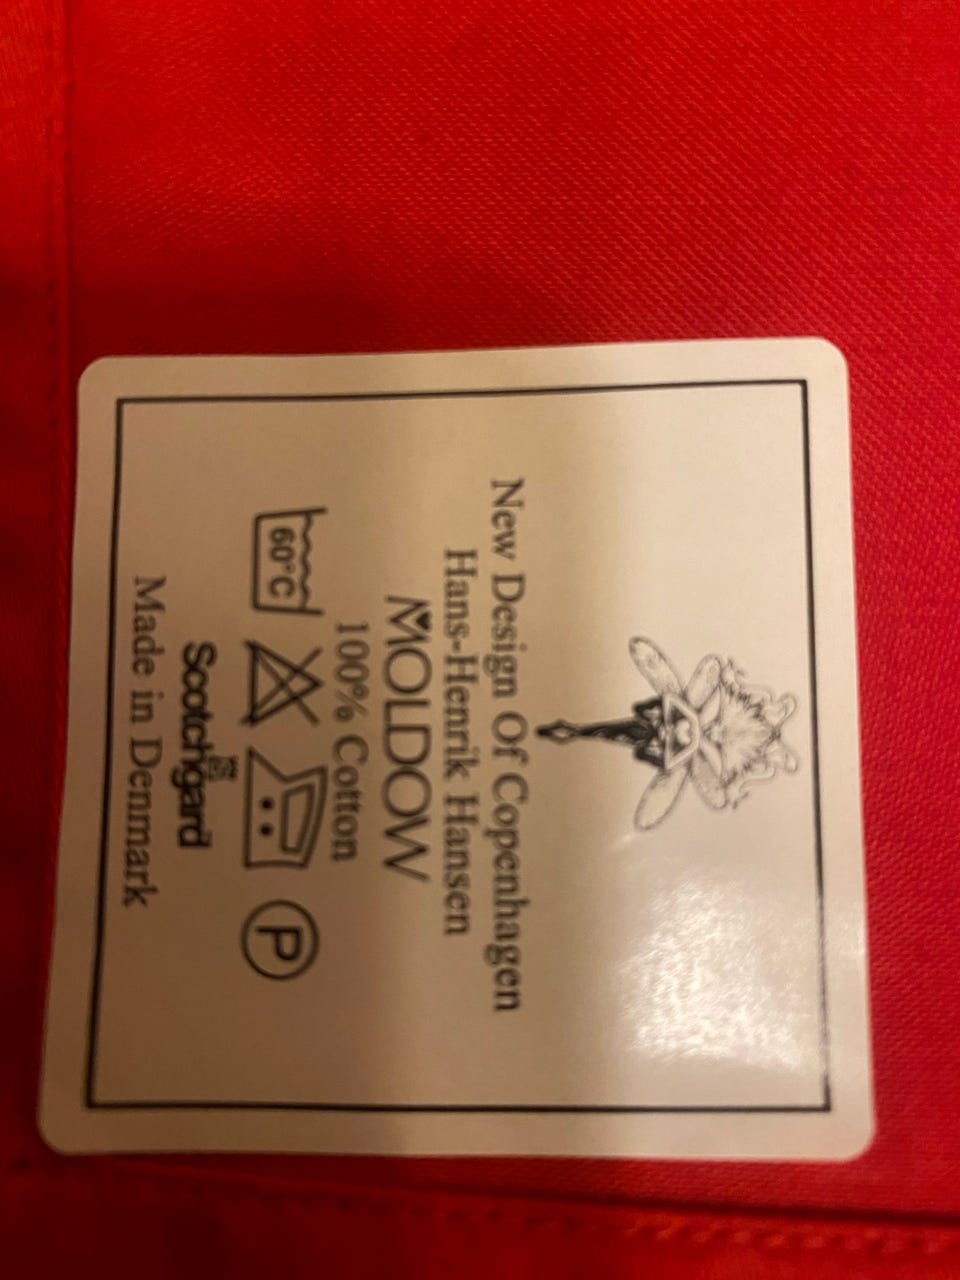 New Design Of Copenhagen
Hans-Henrik Hansen
MOLDOW
100% Cotton
60°C P
Scotchgard
Made in Denmark